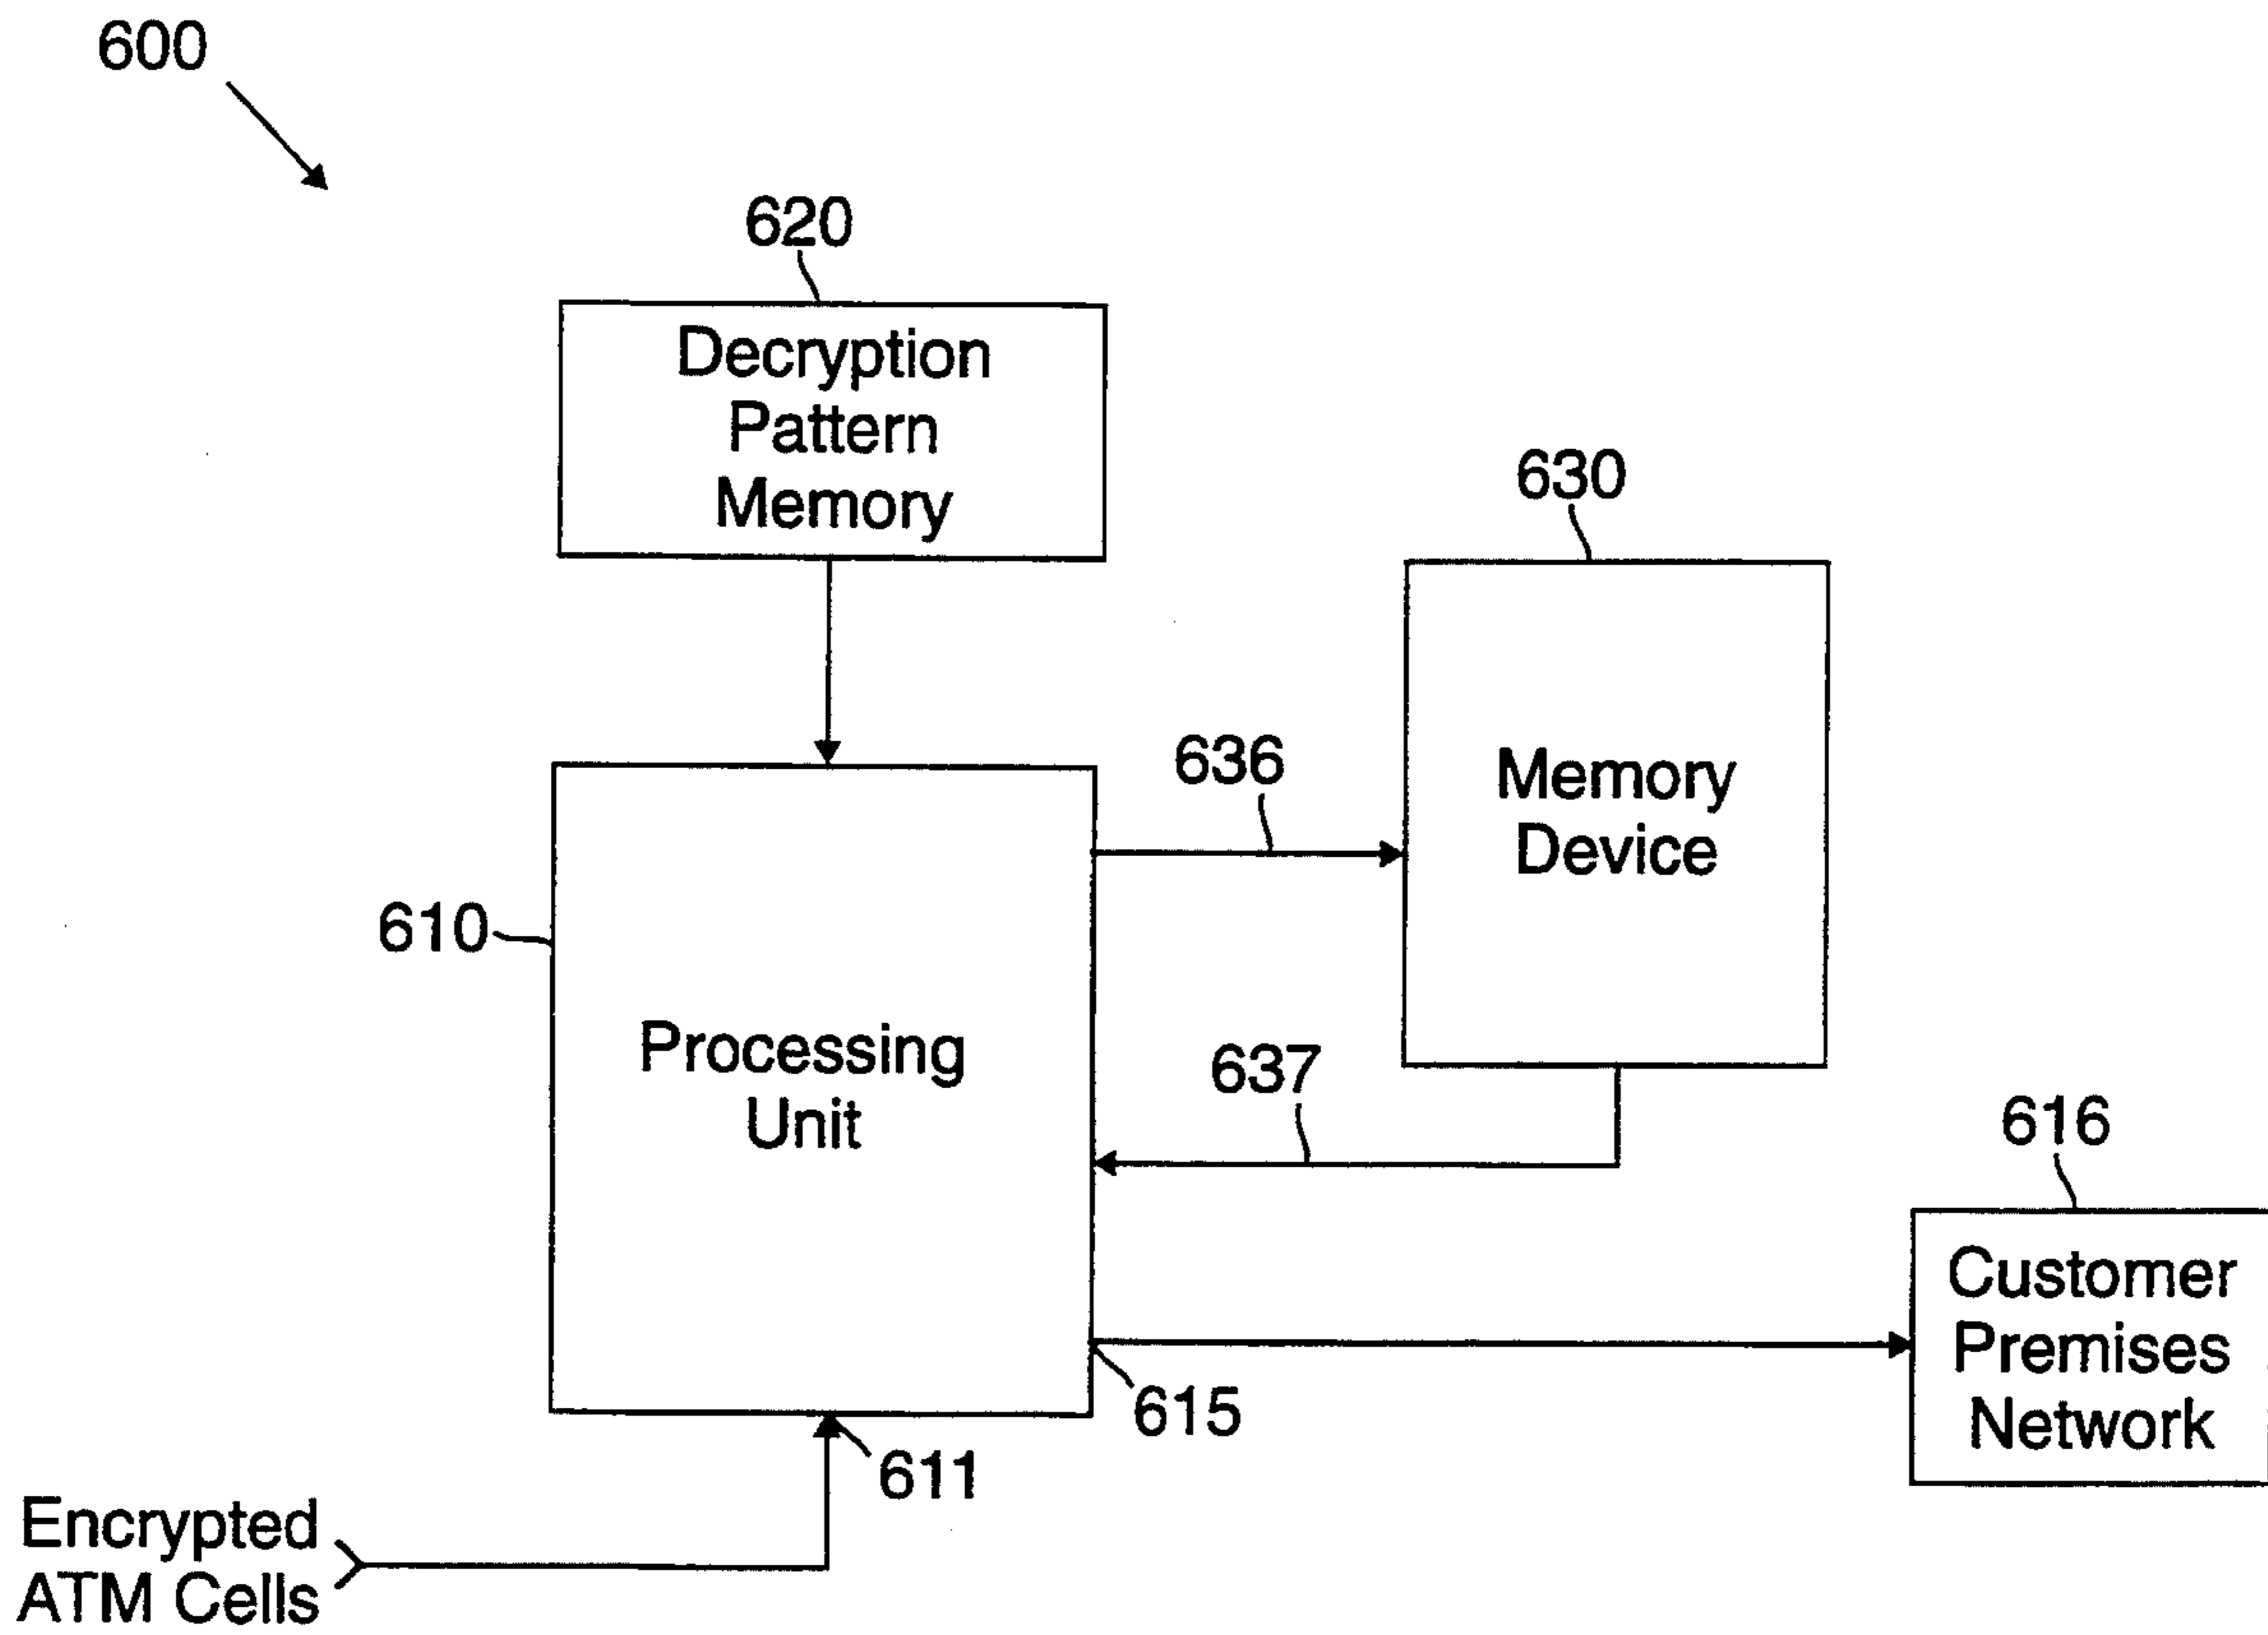 600
620
Decryption
Pattern
Memory
630
Memory
Device
636
610
Processing
Unit
637
616
Customer
Premises
Network
615
611
Encrypted
ATM Cells